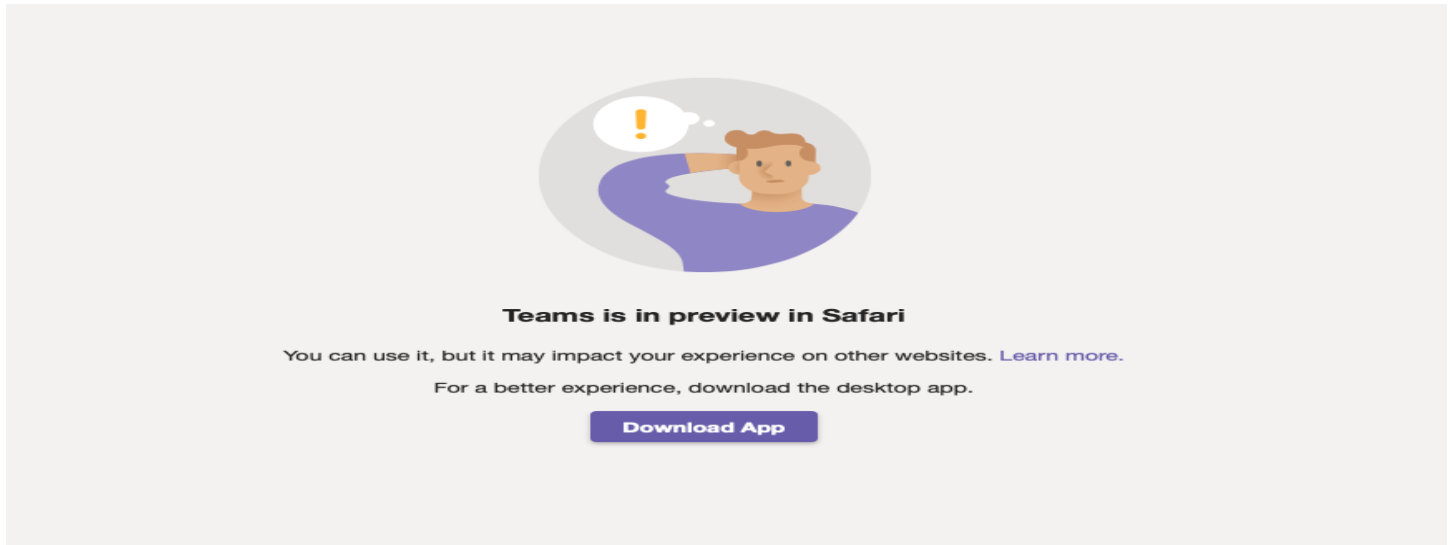 !
Teams is in preview in Safari
You can use it, but it may impact your experience on other websites. Learn more.
For a better experience, download the desktop app.
Download App